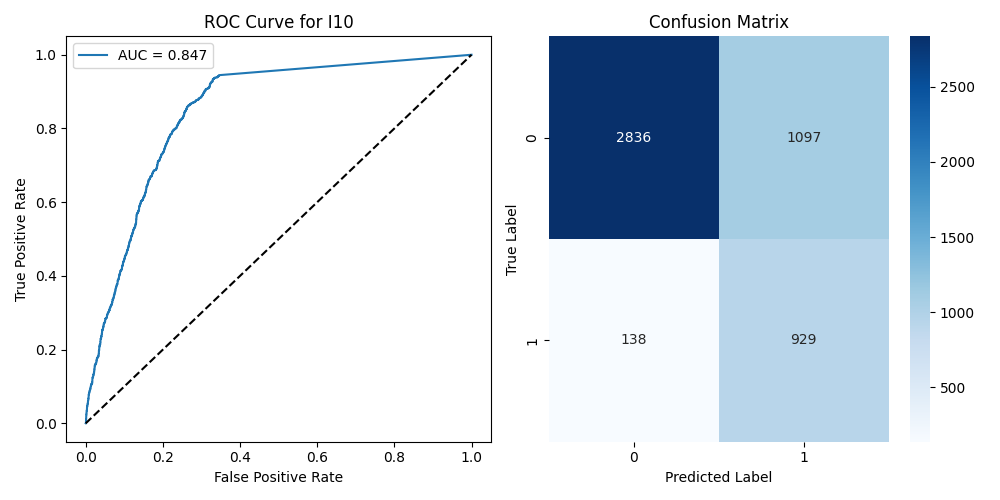 ROC Curve for I10
AUC = 0.847
1.0
0.8
0.6
0.4
0.2
0.0
True Positive Rate
0.0 0.2 0.4 0.6 0.8 1.0
False Positive Rate
Confusion Matrix
0
1
True Label
2836 1097
138 929
0 1
Predicted Label
2500
2000
1500
1000
500